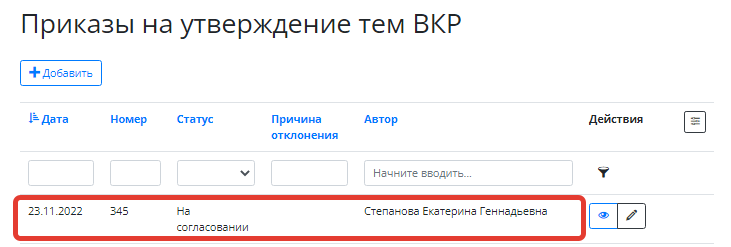 Приказы на утверждение тем ВКР
+ Добавить
Дата Номер Статус Причина отклонения Автор Действия
Начните вводить...
23.11.2022 345 На согласовании Степанова Екатерина Геннадьевна